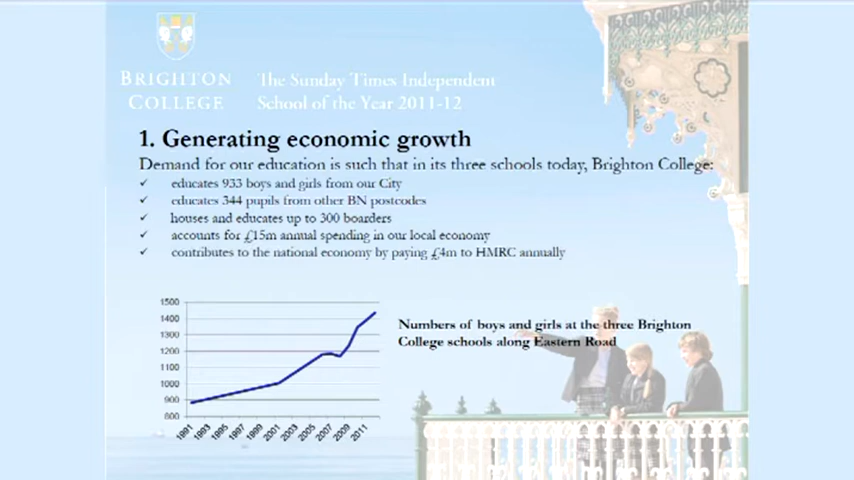 BRIGHTON
COLLEGE
The Sunday Times Independent
School of the Year 2011-12
1. Generating economic growth
Demand for our education is such that in its three schools today, Brighton College:
✓ educates 933 boys and girls from our City
✓ educates 344 pupils from other BN postcodes
✓ houses and educates up to 300 boarders
✓ accounts for £15m annual spending in our local economy
✓ contributes to the national economy by paying £4m to HMRC annually
Numbers of boys and girls at the three Brighton
College schools along Eastern Road
1500
1400
1300
1200
1100
1000
900
800
1991 1993 1995 1997 1999 2001 2003 2005 2007 2009 2011